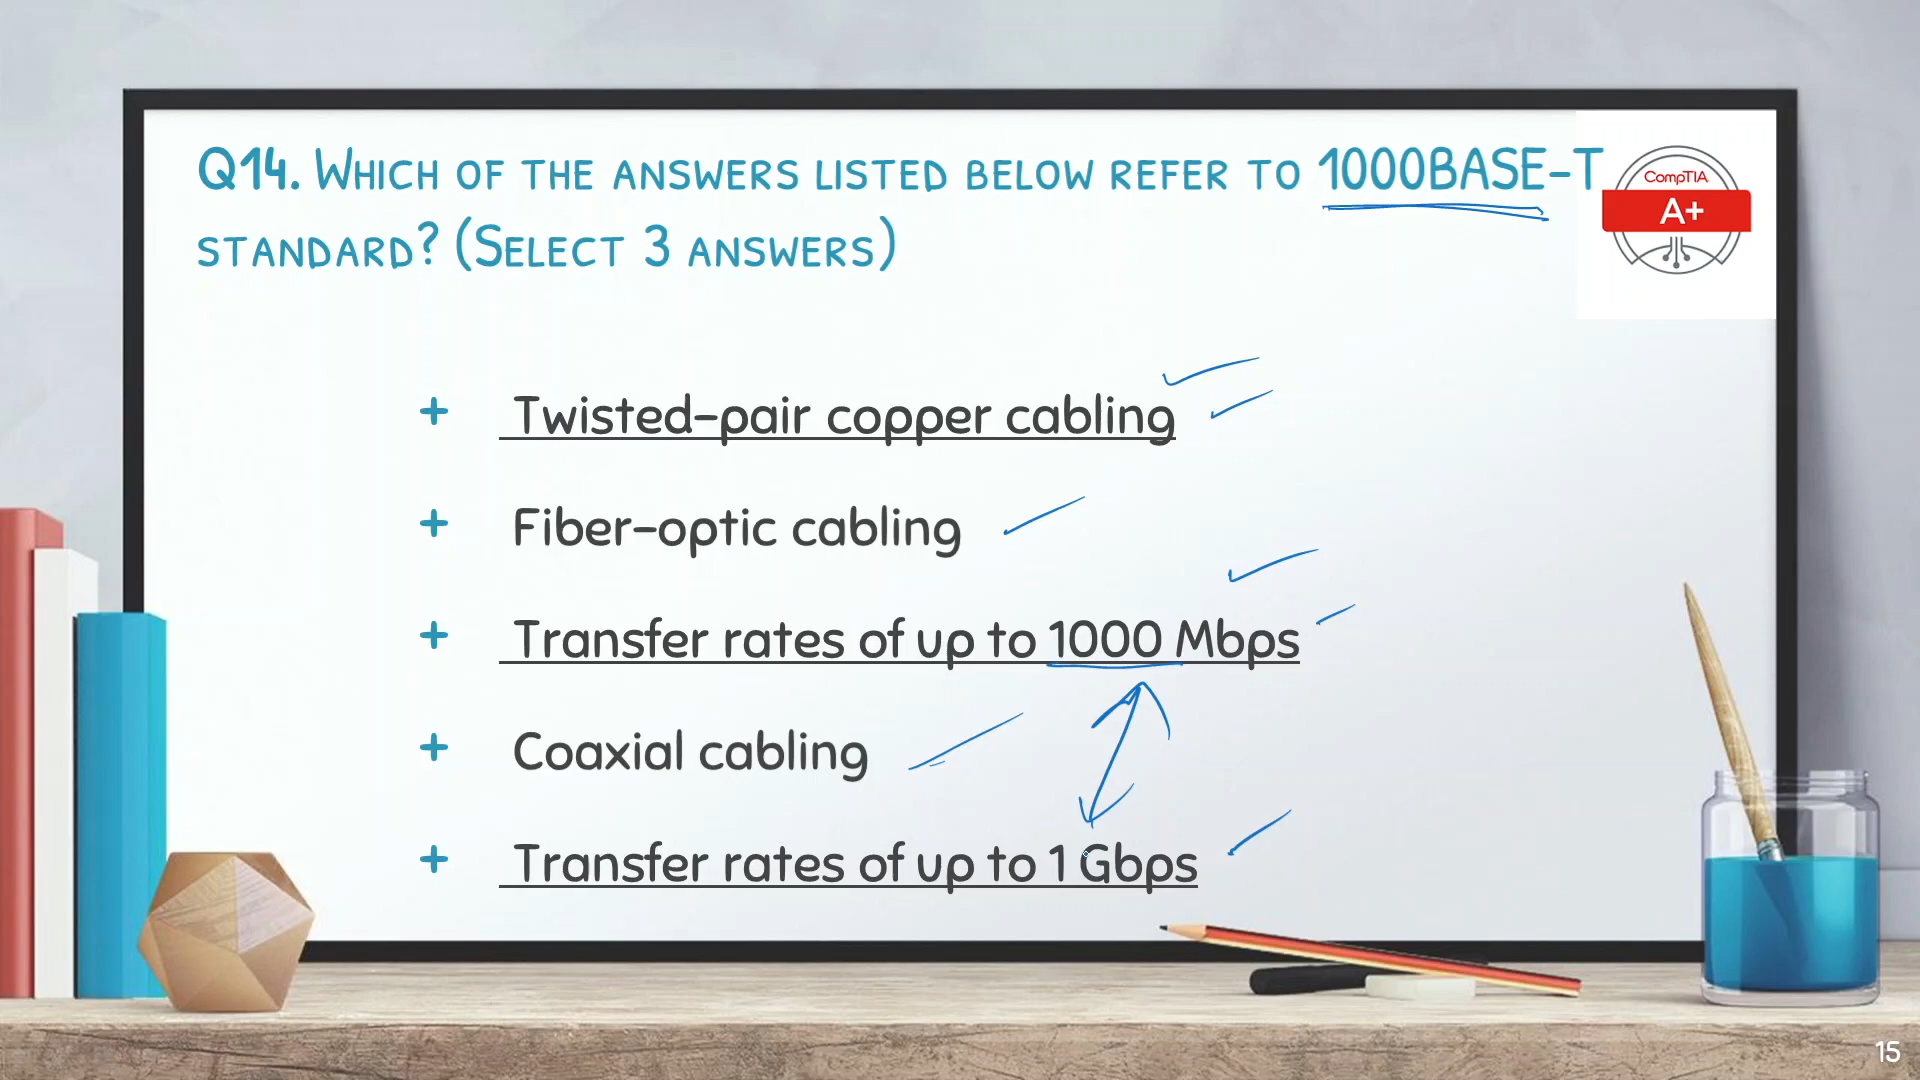 Q14. Which of the answers listed below refer to 1000BASE-T
standard? (Select 3 answers)
CompTIA
A+
+ Twisted-pair copper cabling
+ Fiber-optic cabling
+ Transfer rates of up to 1000 Mbps
+ Coaxial cabling
+ Transfer rates of up to 1 Gbps
15